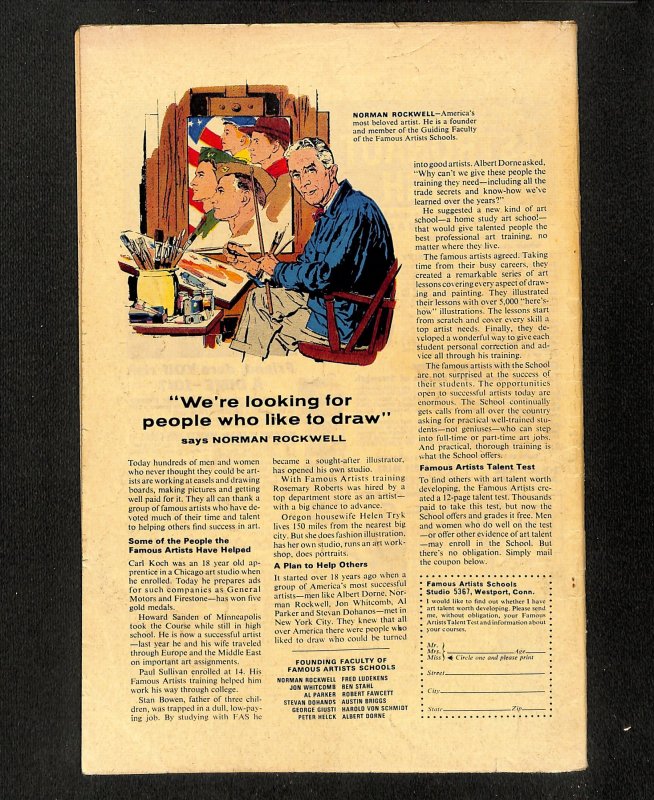 NORMAN ROCKWELL—America's
most beloved artist. He is a founder
and member of the Guiding Faculty
of the Famous Artists Schools.
"We're looking for
people who like to draw"
says NORMAN ROCKWELL
Today hundreds of men and women
who never thought they could be art-
ists are working at easels and drawing
boards, making pictures and getting
well paid for it. They all can thank a
group of famous artists who have de-
voted much of their time and talent
to helping others find success in art.
Some of the People the
Famous Artists Have Helped
Carl Koch was an 18 year old ap-
prentice in a Chicago art studio when
he enrolled. Today he prepares ads
for such companies as General
Motors and Firestone—has won five
gold medals.
Howard Sanden of Minneapolis
took the Course while still in high
school. He is now a successful artist
—last year he and his wife traveled
through Europe and the Middle East
on important art assignments.
Paul Sullivan enrolled at 14. His
Famous Artists training helped him
work his way through college.
Stan Bowen, father of three chil-
dren, was trapped in a dull, low-pay-
ing job. By studying with FAS he
became a sought-after illustrator,
has opened his own studio.
With Famous Artists training
Rosemary Roberts was hired by a
top department store as an artist—
with a big chance to advance.
Oregon housewife Helen Tryk
lives 150 miles from the nearest big
city. But she does fashion illustration,
has her own studio, runs an art work-
shop, does portraits.
A Plan to Help Others
It started over 18 years ago when a
group of America's most successful
artists—men like Albert Dorne, Nor-
man Rockwell, Jon Whitcomb, Al
Parker and Stevan Dohanos—met in
New York City. They knew that all
over America there were people who
liked to draw who could be turned
FOUNDING FACULTY OF
FAMOUS ARTISTS SCHOOLS
NORMAN ROCKWELL FRED LUDEKENS
JON WHITCOMB BEN STAHL
AL PARKER ROBERT FAWCETT
STEVAN DOHANOS AUSTIN BRIGGS
GEORGE GIUSTI HAROLD VON SCHMIDT
PETER HELCK ALBERT DORNE
into good artists. Albert Dorne asked,
"Why can't we give these people the
training they need—including all the
trade secrets and know-how we've
learned over the years?"
He suggested a new kind of art
school—a home study art school—
that would give talented people the
best professional art training, no
matter where they live.
The famous artists agreed. Taking
time from their busy careers, they
created a remarkable series of art
lessons covering every aspect of draw-
ing and painting. They illustrated
their lessons with over 5,000 "here's-
how" illustrations. The lessons start
from scratch and cover every skill a
top artist needs. Finally, they de-
veloped a wonderful way to give each
student personal correction and ad-
vice all through his training.
The famous artists with the School
are not surprised at the success of
their students. The opportunities
open to successful artists today are
enormous. The School continually
gets calls from all over the country
asking for practical well-trained stu-
dents—not geniuses—who can step
into full-time or part-time art jobs.
And practical, thorough training is
what the School offers.
Famous Artists Talent Test
To find others with art talent worth
developing, the Famous Artists cre-
ated a 12-page talent test. Thousands
paid to take this test, but now the
School offers and grades it free. Men
and women who do well on the test
—or offer other evidence of art talent
—may enroll in the School. But
there's no obligation. Simply mail
the coupon below.
Famous Artists Schools
Studio 5367, Westport, Conn.
I would like to find out whether I have
art talent worth developing. Please send
me, without obligation, your Famous
Artists Talent Test and information about
your courses.
Mr.
Mrs. Age
Miss Circle one and please print
Street
City
State Zip